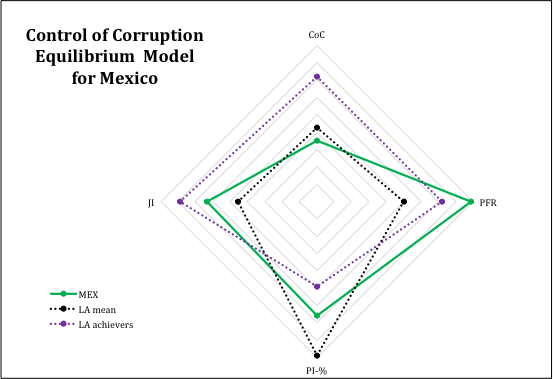 Control of Corruption
Equilibrium Model
for Mexico
CoC
JI
PFR
MEX
LA mean
LA achievers
PI-%